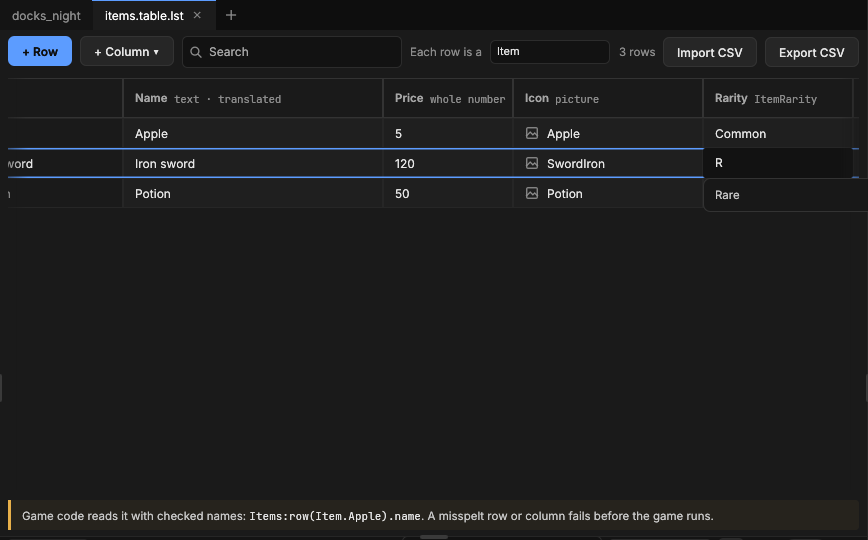 docks_night items.table.lst ✕ +
+ Row + Column ▾ Search Each row is a Item 3 rows Import CSV Export CSV
Name text · translated Price whole number Icon picture Rarity ItemRarity
Apple 5 Apple Common
Iron sword 120 SwordIron R
Potion 50 Potion Rare
Game code reads it with checked names: Items:row(Item.Apple).name. A misspelt row or column fails before the game runs.